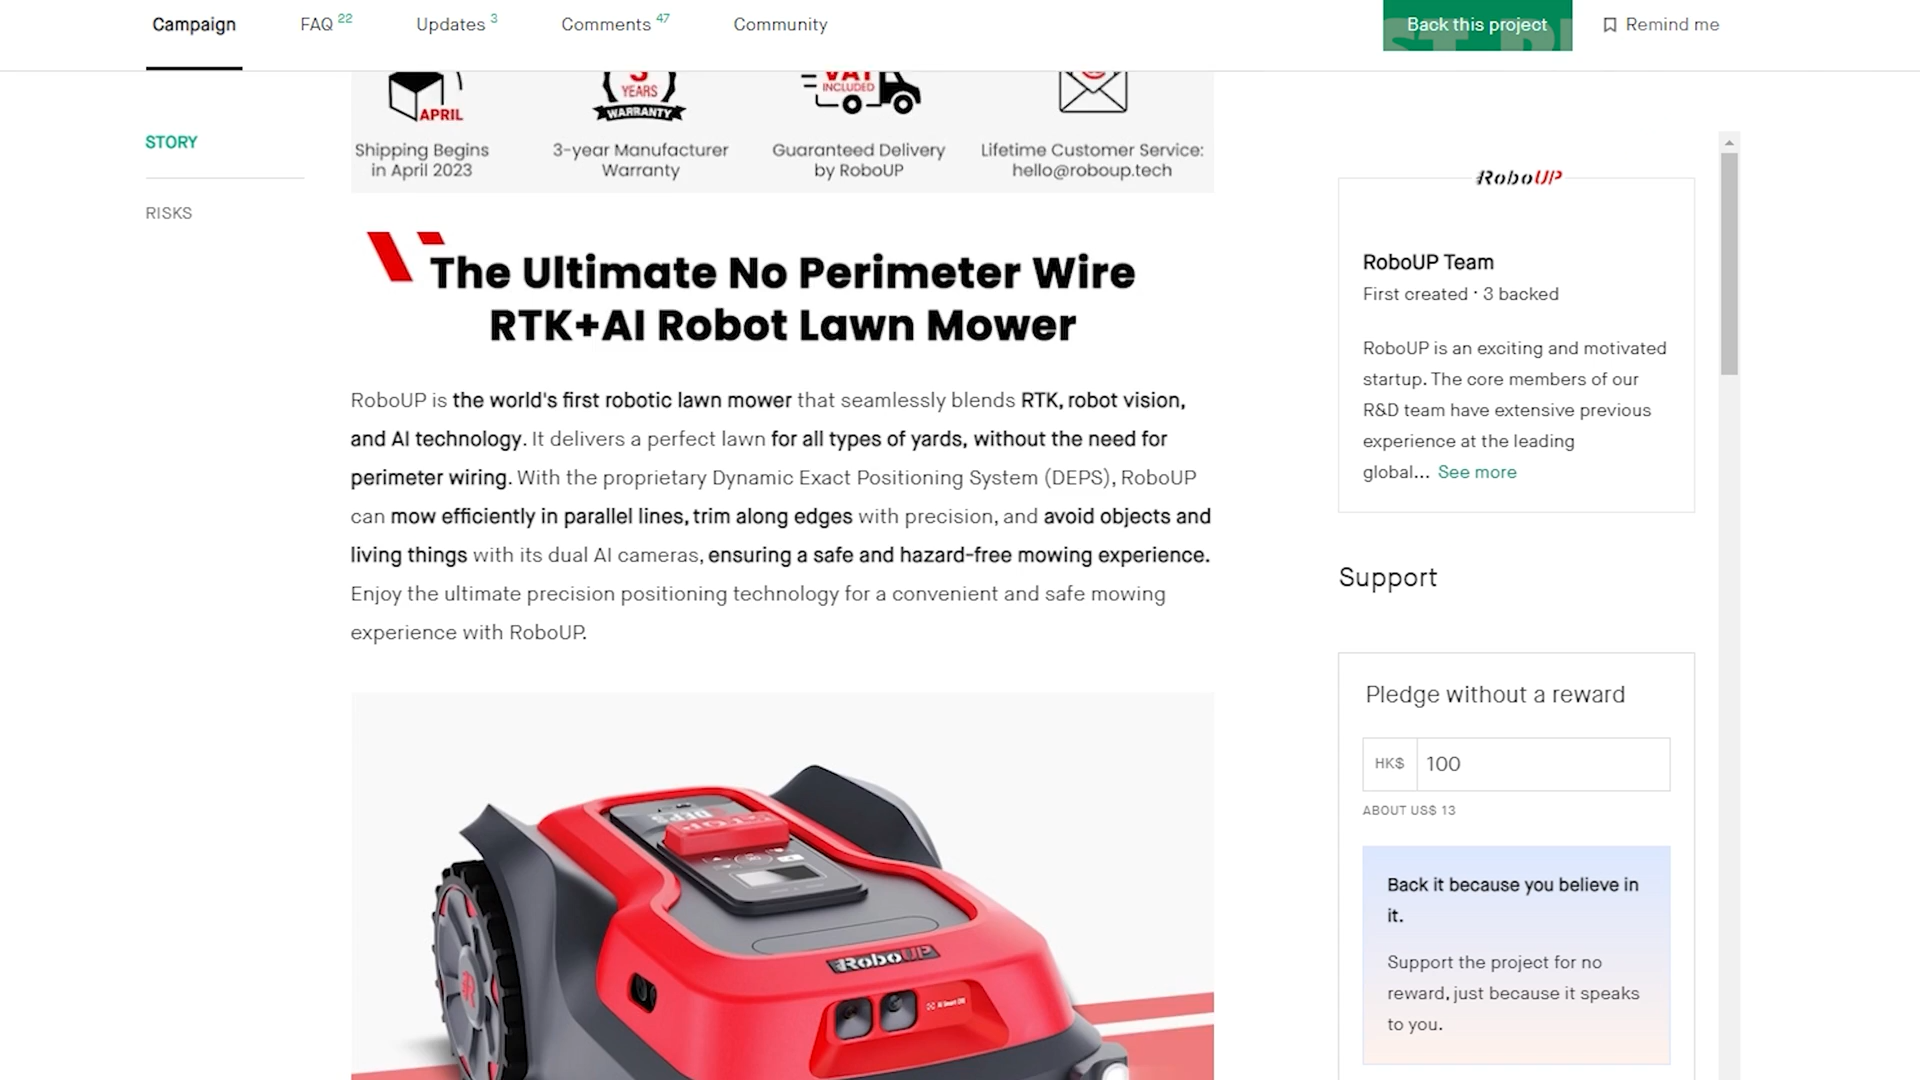 Campaign
FAQ 22
Updates 3
Comments 47
Community
Back this project
Remind me
STORY
RISKS
APRIL
3
YEARS
WARRANTY
VAT
INCLUDED
Shipping Begins
in April 2023
3-year Manufacturer
Warranty
Guaranteed Delivery
by RoboUP
Lifetime Customer Service:
hello@roboup.tech
The Ultimate No Perimeter Wire
RTK+AI Robot Lawn Mower
RoboUP is the world's first robotic lawn mower that seamlessly blends RTK, robot vision,
and AI technology. It delivers a perfect lawn for all types of yards, without the need for
perimeter wiring. With the proprietary Dynamic Exact Positioning System (DEPS), RoboUP
can mow efficiently in parallel lines, trim along edges with precision, and avoid objects and
living things with its dual AI cameras, ensuring a safe and hazard-free mowing experience.
Enjoy the ultimate precision positioning technology for a convenient and safe mowing
experience with RoboUP.
DEPS
STOP
RoboUP
RoboUP
RoboUP Team
First created · 3 backed
RoboUP is an exciting and motivated
startup. The core members of our
R&D team have extensive previous
experience at the leading
global... See more
Support
Pledge without a reward
HK$ 100
ABOUT US$ 13
Back it because you believe in
it.
Support the project for no
reward, just because it speaks
to you.